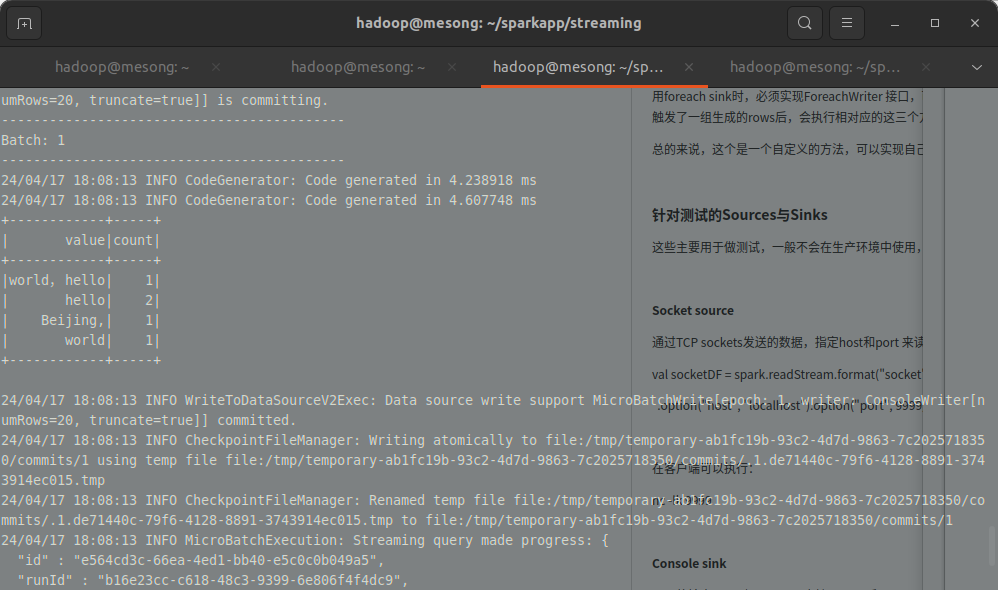 hadoop@mesong: ~/sparkapp/streaming
hadoop@mesong: ~
hadoop@mesong: ~
hadoop@mesong: ~/sp...
hadoop@mesong: ~/sp...
umRows=20, truncate=true]] is committing.
-------------------------------------------
Batch: 1
-------------------------------------------
24/04/17 18:08:13 INFO CodeGenerator: Code generated in 4.238918 ms
24/04/17 18:08:13 INFO CodeGenerator: Code generated in 4.607748 ms
+------------+-----+
|       value|count|
+------------+-----+
|world, hello|    1|
|       hello|    2|
|    Beijing,|    1|
|       world|    1|
+------------+-----+
24/04/17 18:08:13 INFO WriteToDataSourceV2Exec: Data source write support MicroBatchWrite[epoch: 1, writer: ConsoleWriter[n
umRows=20, truncate=true]] committed.
24/04/17 18:08:13 INFO CheckpointFileManager: Writing atomically to file:/tmp/temporary-ab1fc19b-93c2-4d7d-9863-7c202571835
0/commits/1 using temp file file:/tmp/temporary-ab1fc19b-93c2-4d7d-9863-7c2025718350/commits/.1.de71440c-79f6-4128-8891-374
3914ec015.tmp
24/04/17 18:08:13 INFO CheckpointFileManager: Renamed temp file file:/tmp/temporary-ab1fc19b-93c2-4d7d-9863-7c2025718350/co
mmits/.1.de71440c-79f6-4128-8891-3743914ec015.tmp to file:/tmp/temporary-ab1fc19b-93c2-4d7d-9863-7c2025718350/commits/1
24/04/17 18:08:13 INFO MicroBatchExecution: Streaming query made progress: {
  "id" : "e564cd3c-66ea-4ed1-bb40-e5c0c0b049a5",
  "runId" : "b16e23cc-c618-48c3-9399-6e806f4f4dc9",
用foreach sink时，必须实现ForeachWriter 接口，
触发了一组生成的rows后，会执行相对应的这三个
总的来说，这个是一个自定义的方法，可以实现自己
针对测试的Sources与Sinks
这些主要用于做测试，一般不会在生产环境中使用，
Socket source
通过TCP sockets发送的数据，指定host和port 来读
val socketDF = spark.readStream.format("socket"
.option("host", "localhost").option("port", 9999
在客户端可以执行：
Console sink